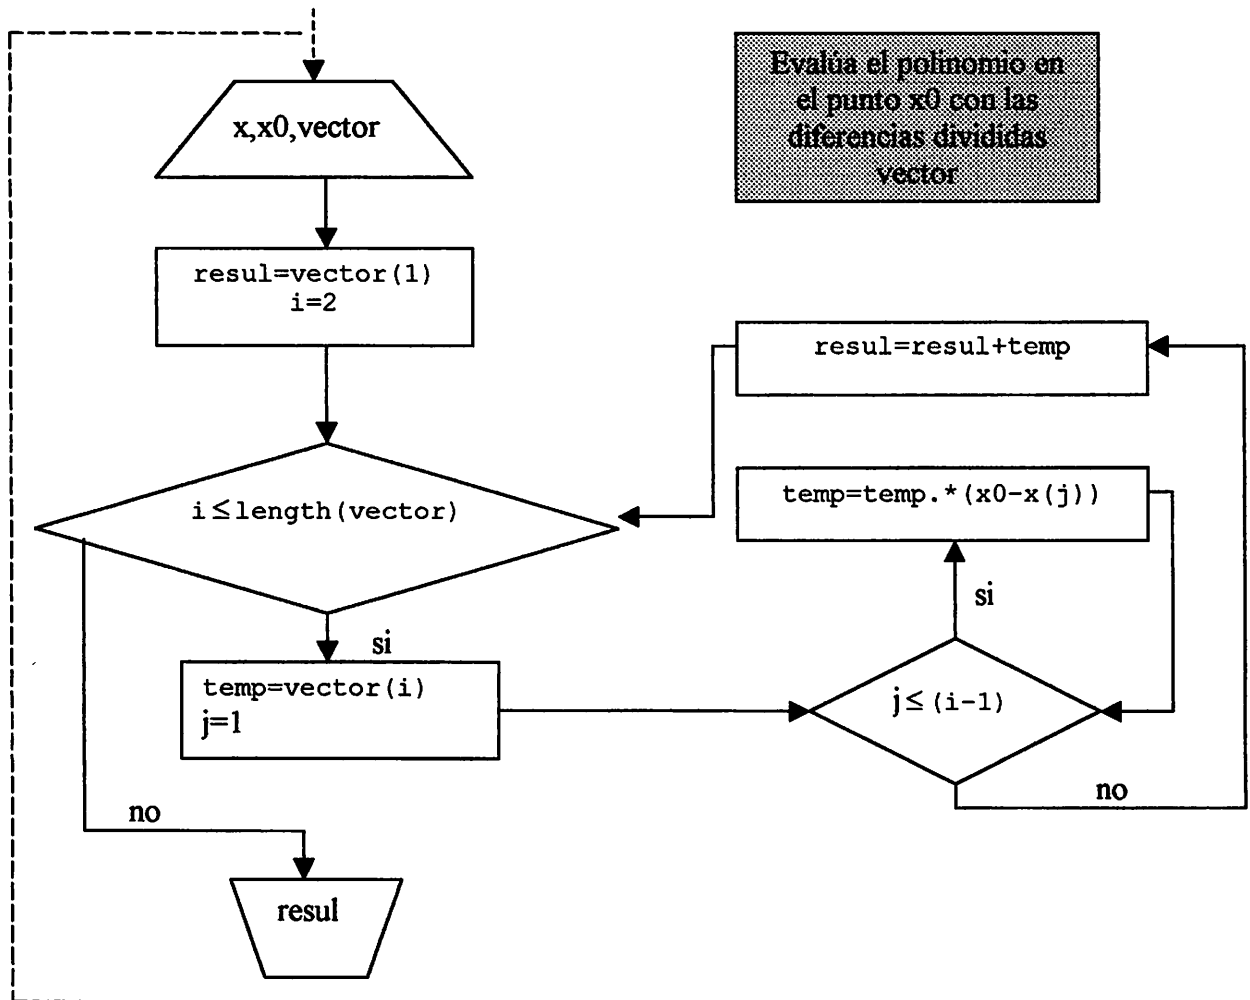 Evalúa el polinomio en
el punto x0 con las
diferencias divididas
vector
x,x0,vector
resul=vector(1)
i=2
resul=resul+temp
i≤length(vector)
temp=temp.*(x0-x(j))
si
si
temp=vector(i)
j=1
j≤(i-1)
no
no
resul